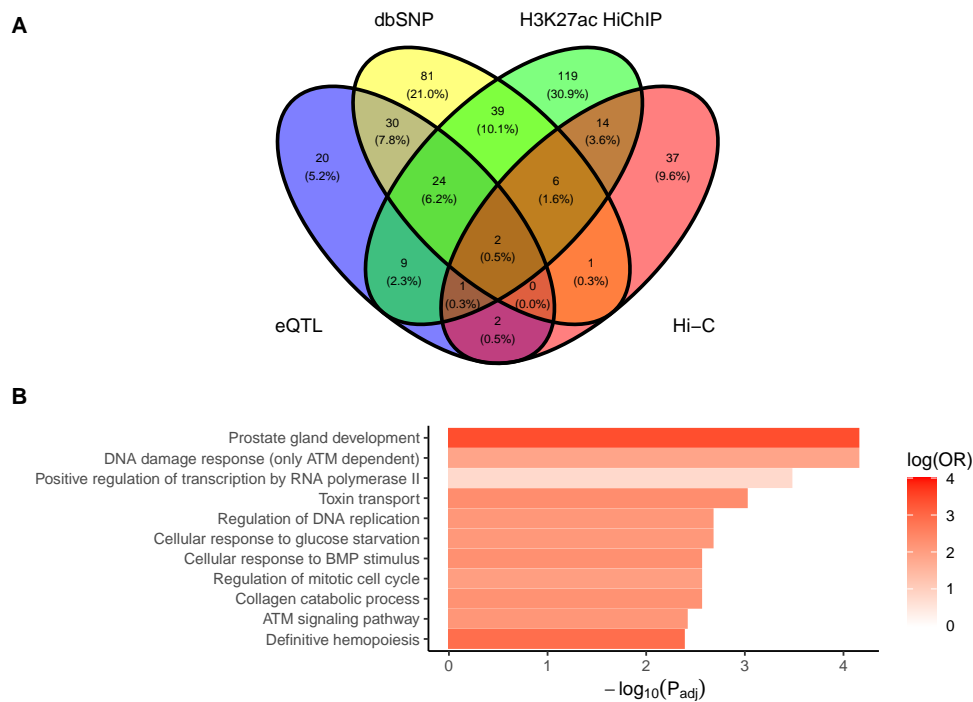 A
dbSNP
H3K27ac HiChIP
81
(21.0%)
119
(30.9%)
39
(10.1%)
30
(7.8%)
14
(3.6%)
20
(5.2%)
37
(9.6%)
24
(6.2%)
6
(1.6%)
2
(0.5%)
9
(2.3%)
1
(0.3%)
1
(0.3%)
0
(0.0%)
2
(0.5%)
eQTL
Hi−C
B
Prostate gland development
DNA damage response (only ATM dependent)
Positive regulation of transcription by RNA polymerase II
Toxin transport
Regulation of DNA replication
Cellular response to glucose starvation
Cellular response to BMP stimulus
Regulation of mitotic cell cycle
Collagen catabolic process
ATM signaling pathway
Definitive hemopoiesis
0 1 2 3 4
− log10(Padj)
log(OR)
4
3
2
1
0